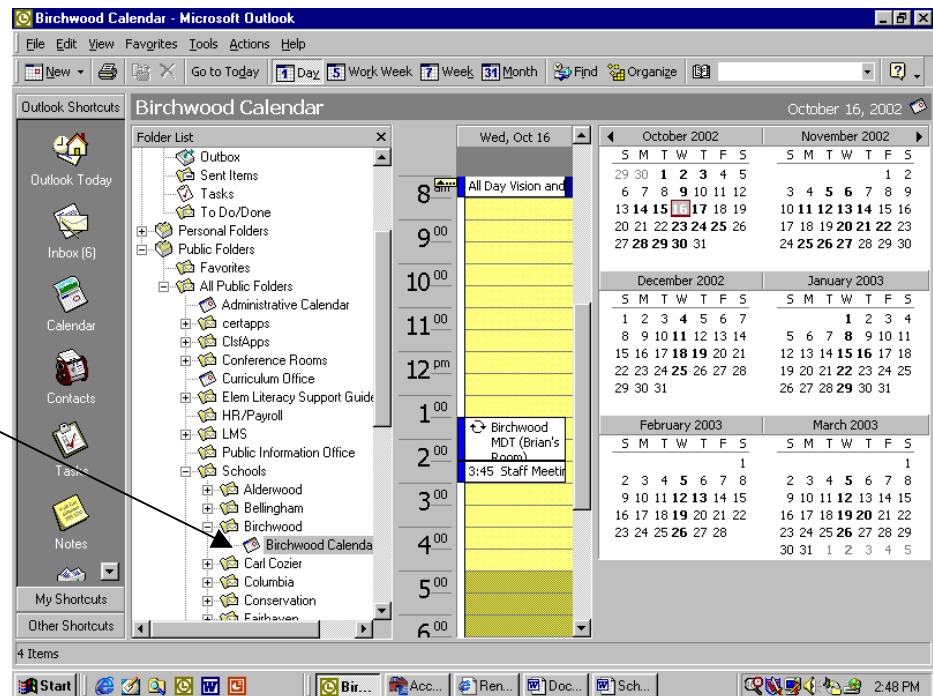 Birchwood Calendar - Microsoft Outlook
File Edit View Favorites Tools Actions Help
New Go to Today 1 Day 5 Work Week 7 Week 31 Month Find Organize
Outlook Shortcuts
Birchwood Calendar
October 16, 2002
Outlook Today
Inbox (6)
Calendar
Contacts
Tasks
Notes
My Shortcuts
Other Shortcuts
Folder List
Outbox
Sent Items
Tasks
To Do/Done
Personal Folders
Public Folders
Favorites
All Public Folders
Administrative Calendar
certapps
ClsfApps
Conference Rooms
Curriculum Office
Elem Literacy Support Guide
HR/Payroll
LMS
Public Information Office
Schools
Alderwood
Bellingham
Birchwood
Birchwood Calenda
Carl Cozier
Columbia
Conservation
Fairhaven
Wed, Oct 16
8 am All Day Vision and
9 00
10 00
11 00
12 pm
1 00
Birchwood
MDT (Brian's
Room)
2 00
3:45 Staff Meetin
3 00
4 00
5 00
6 00
October 2002
S M T W T F S
29 30 1 2 3 4 5
6 7 8 9 10 11 12
13 14 15 16 17 18 19
20 21 22 23 24 25 26
27 28 29 30 31
November 2002
S M T W T F S
1 2
3 4 5 6 7 8 9
10 11 12 13 14 15 16
17 18 19 20 21 22 23
24 25 26 27 28 29 30
December 2002
S M T W T F S
1 2 3 4 5 6 7
8 9 10 11 12 13 14
15 16 17 18 19 20 21
22 23 24 25 26 27 28
29 30 31
January 2003
S M T W T F S
1 2 3 4
5 6 7 8 9 10 11
12 13 14 15 16 17 18
19 20 21 22 23 24 25
26 27 28 29 30 31
February 2003
S M T W T F S
1
2 3 4 5 6 7 8
9 10 11 12 13 14 15
16 17 18 19 20 21 22
23 24 25 26 27 28
March 2003
S M T W T F S
1
2 3 4 5 6 7 8
9 10 11 12 13 14 15
16 17 18 19 20 21 22
23 24 25 26 27 28 29
30 31 1 2 3 4 5
4 Items
Start Bir... Acc... Ren... Doc... Sch... 2:48 PM